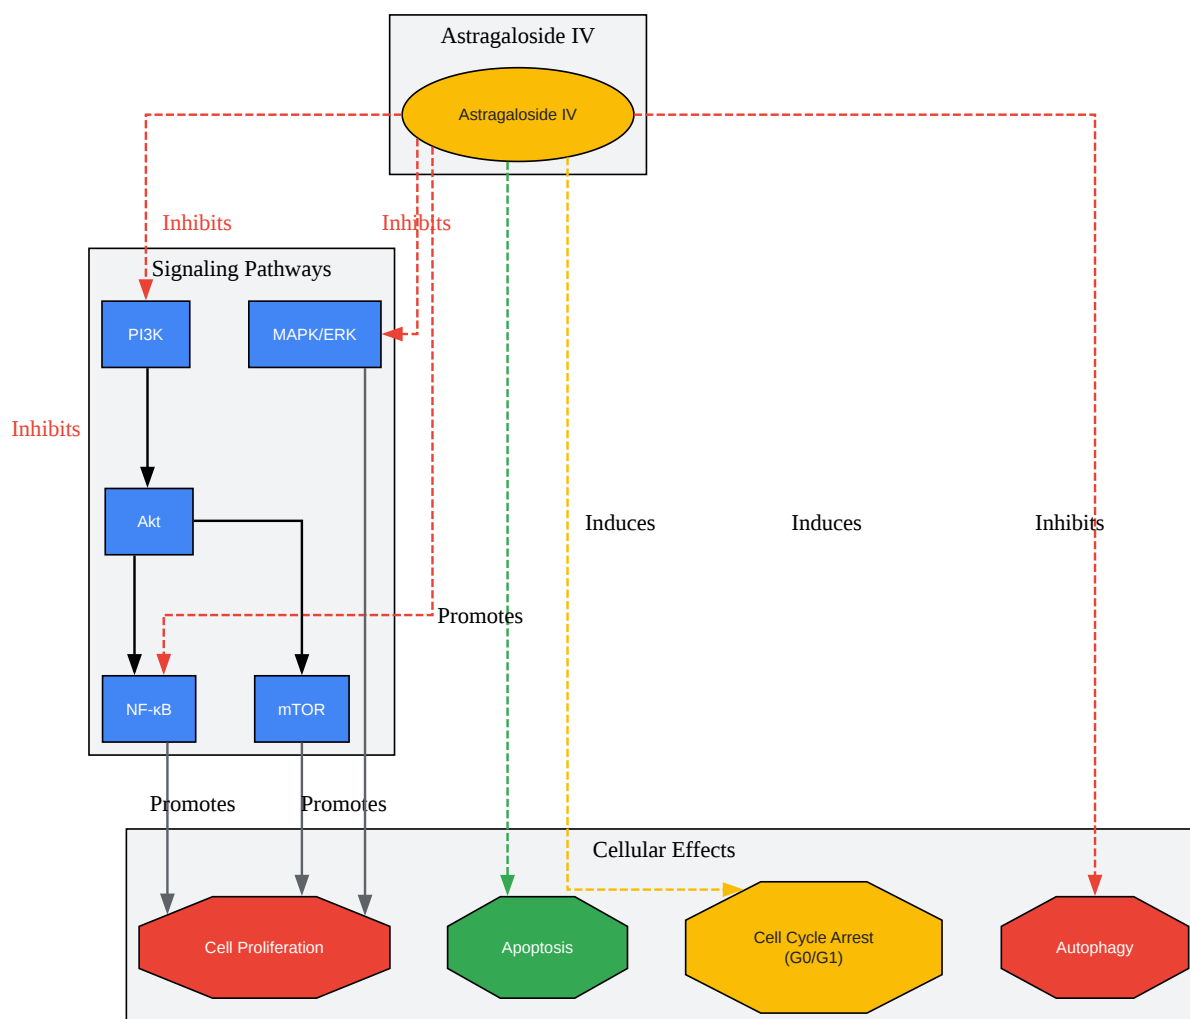 Astragaloside IV
Astragaloside IV
Inhibits
Inhibits
Signaling Pathways
PI3K
MAPK/ERK
Inhibits
Akt
Induces
Induces
Inhibits
Promotes
NF-κB
mTOR
Promotes
Promotes
Cellular Effects
Cell Proliferation
Apoptosis
Cell Cycle Arrest
(G0/G1)
Autophagy